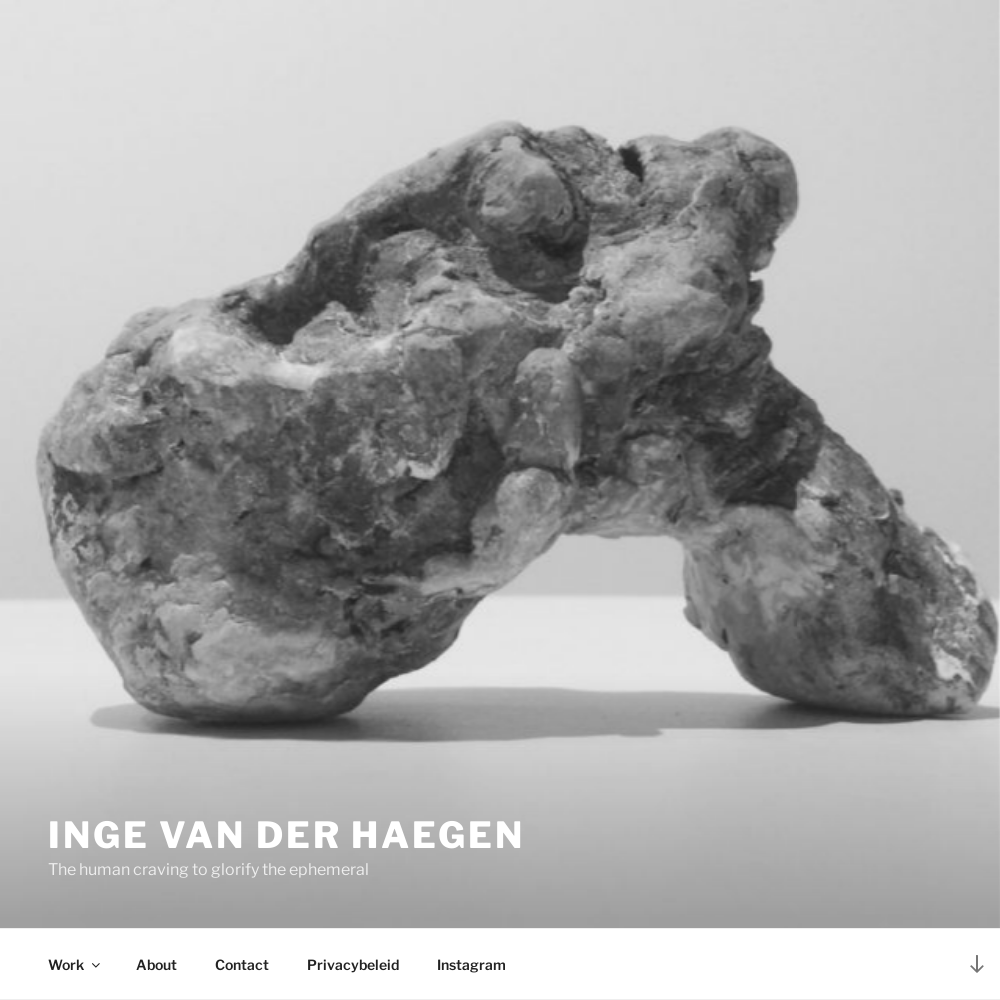 INGE VAN DER HAEGEN
The human craving to glorify the ephemeral
Work About Contact Privacybeleid Instagram